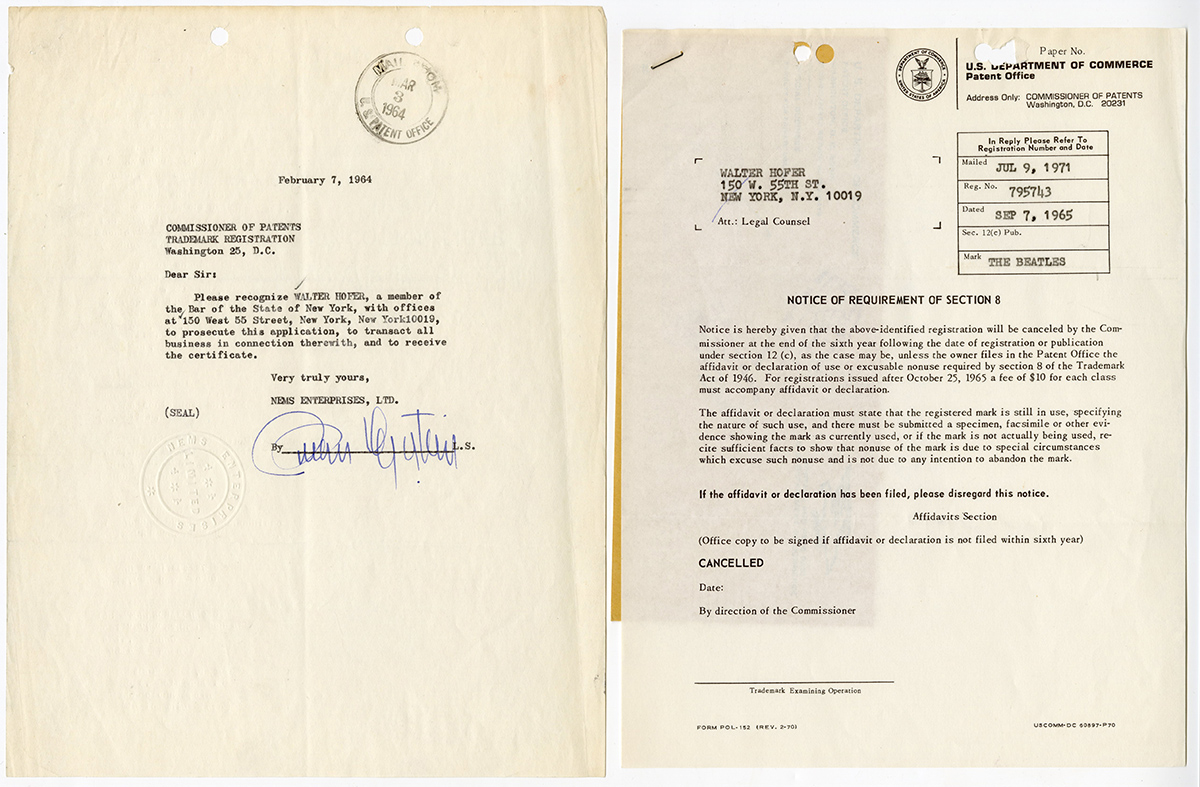 MAIL ROOM
MAR
3
1964
U. S. PATENT OFFICE
February 7, 1964
COMMISSIONER OF PATENTS
TRADEMARK REGISTRATION
Washington 25, D.C.
Dear Sir:
Please recognize WALTER HOFER, a member of
the Bar of the State of New York, with offices
at 150 West 55 Street, New York, New York10019,
to prosecute this application, to transact all
business in connection therewith, and to receive
the certificate.
Very truly yours,
NEMS ENTERPRISES, LTD.
(SEAL)
By Brian Epstein L.S.
NEMS ENTERPRISES
LIMITED
Paper No.
U.S. DEPARTMENT OF COMMERCE
Patent Office
Address Only: COMMISSIONER OF PATENTS
Washington, D.C. 20231
DEPARTMENT OF COMMERCE
UNITED STATES OF AMERICA
In Reply Please Refer To
Registration Number and Date
Mailed JUL 9, 1971
Reg. No. 795743
Dated SEP 7, 1965
Sec. 12(c) Pub.
Mark THE BEATLES
WALTER HOFER
150 W. 55TH ST.
NEW YORK, N.Y. 10019
Att.: Legal Counsel
NOTICE OF REQUIREMENT OF SECTION 8
Notice is hereby given that the above-identified registration will be canceled by the Com-
missioner at the end of the sixth year following the date of registration or publication
under section 12 (c), as the case may be, unless the owner files in the Patent Office the
affidavit or declaration of use or excusable nonuse required by section 8 of the Trademark
Act of 1946. For registrations issued after October 25, 1965 a fee of $10 for each class
must accompany affidavit or declaration.
The affidavit or declaration must state that the registered mark is still in use, specifying
the nature of such use, and there must be submitted a specimen, facsimile or other evi-
dence showing the mark as currently used, or if the mark is not actually being used, re-
cite sufficient facts to show that nonuse of the mark is due to special circumstances
which excuse such nonuse and is not due to any intention to abandon the mark.
If the affidavit or declaration has been filed, please disregard this notice.
Affidavits Section
(Office copy to be signed if affidavit or declaration is not filed within sixth year)
CANCELLED
Date:
By direction of the Commissioner
Trademark Examining Operation
FORM POL-152 (REV. 2-70)
USCOMM-DC 60897-P70